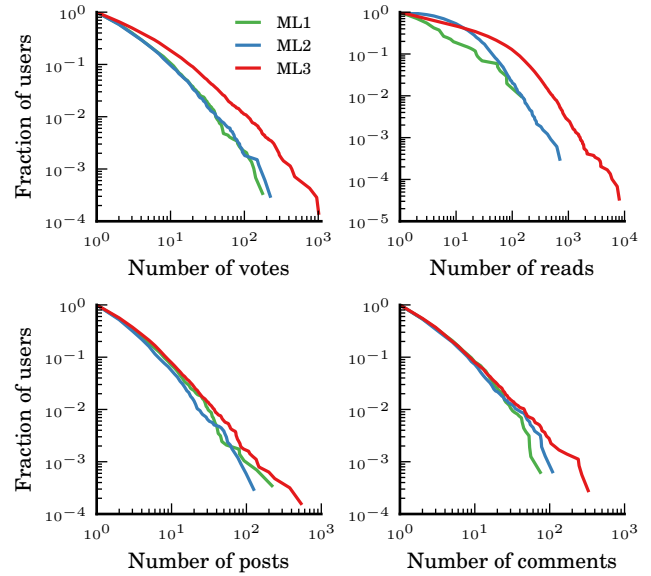 10^0
10^-1
10^-2
10^-3
10^-4
Fraction of users
ML1
ML2
ML3
10^0 10^1 10^2 10^3
Number of votes
10^0
10^-1
10^-2
10^-3
10^-4
10^-5
10^0 10^1 10^2 10^3 10^4
Number of reads
10^0
10^-1
10^-2
10^-3
10^-4
Fraction of users
10^0 10^1 10^2 10^3
Number of posts
10^0
10^-1
10^-2
10^-3
10^-4
10^0 10^1 10^2 10^3
Number of comments